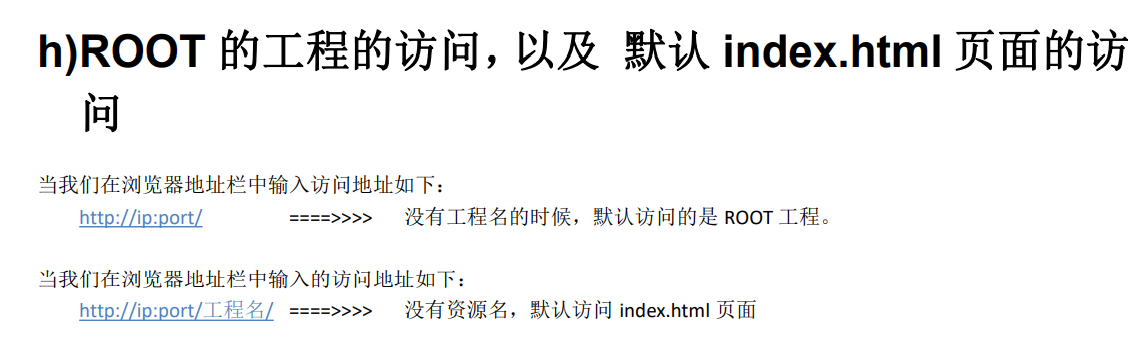 h)ROOT 的工程的访问，以及 默认 index.html 页面的访
问
当我们在浏览器地址栏中输入访问地址如下：
http://ip:port/ ====>>>> 没有工程名的时候，默认访问的是 ROOT 工程。
当我们在浏览器地址栏中输入的访问地址如下：
http://ip:port/工程名/ ====>>>> 没有资源名，默认访问 index.html 页面